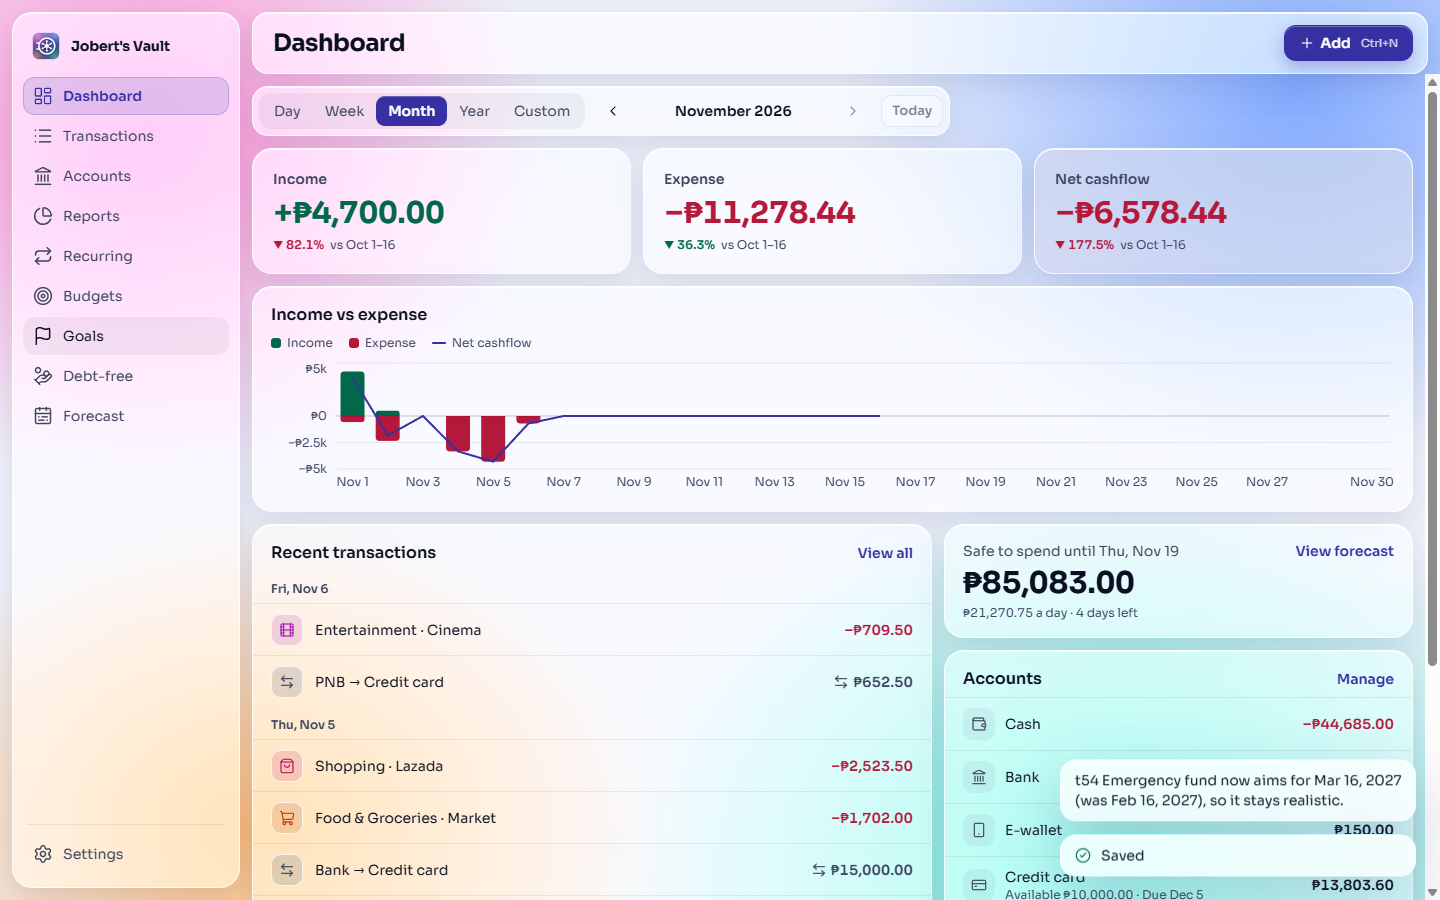 Jobert's Vault
Dashboard
Transactions
Accounts
Reports
Recurring
Budgets
Goals
Debt-free
Forecast
Settings
Dashboard
+ Add Ctrl+N
Day Week Month Year Custom
November 2026
Today
Income
+₱4,700.00
▼ 82.1% vs Oct 1–16
Expense
−₱11,278.44
▼ 36.3% vs Oct 1–16
Net cashflow
−₱6,578.44
▼ 177.5% vs Oct 1–16
Income vs expense
Income Expense Net cashflow
₱5k
₱0
−₱2.5k
−₱5k
Nov 1 Nov 3 Nov 5 Nov 7 Nov 9 Nov 11 Nov 13 Nov 15 Nov 17 Nov 19 Nov 21 Nov 23 Nov 25 Nov 27 Nov 30
Recent transactions View all
Fri, Nov 6
Entertainment · Cinema −₱709.50
PNB → Credit card ₱652.50
Thu, Nov 5
Shopping · Lazada −₱2,523.50
Food & Groceries · Market −₱1,702.00
Bank → Credit card ₱15,000.00
Safe to spend until Thu, Nov 19 View forecast
₱85,083.00
₱21,270.75 a day · 4 days left
Accounts Manage
Cash −₱44,685.00
Bank
t54 Emergency fund now aims for Mar 16, 2027
(was Feb 16, 2027), so it stays realistic.
E-wallet ₱150.00
Saved
Credit card ₱13,803.60
Available ₱10,000.00 · Due Dec 5